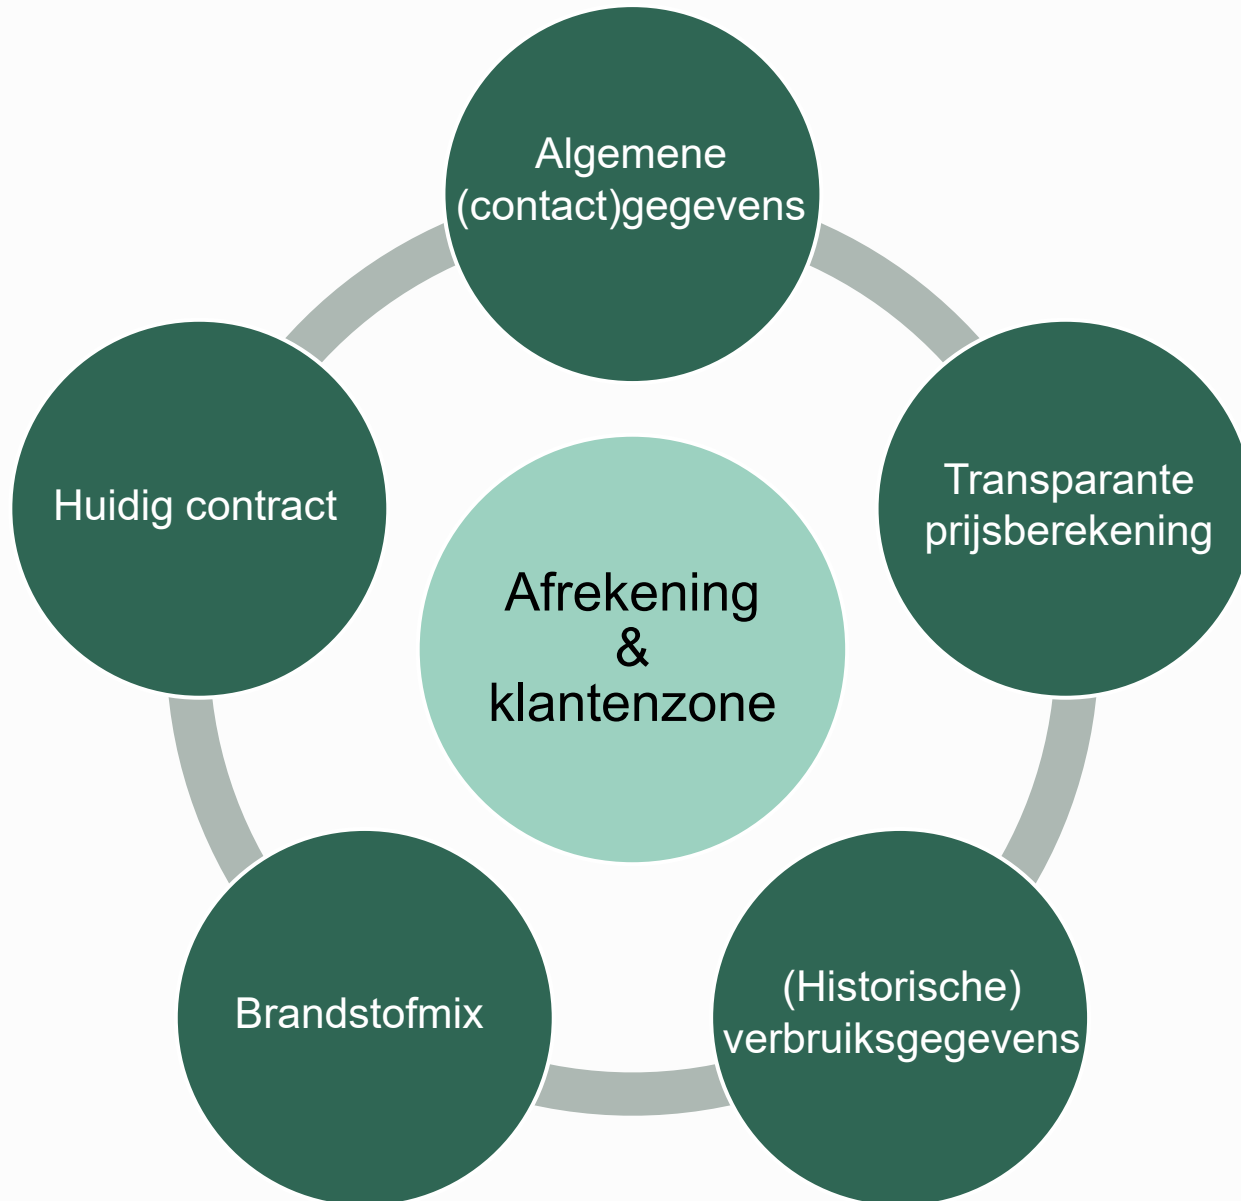 Algemene
(contact)gegevens
Transparante
prijsberekening
(Historische)
verbruiksgegevens
Brandstofmix
Huidig contract
Afrekening
&
klantenzone